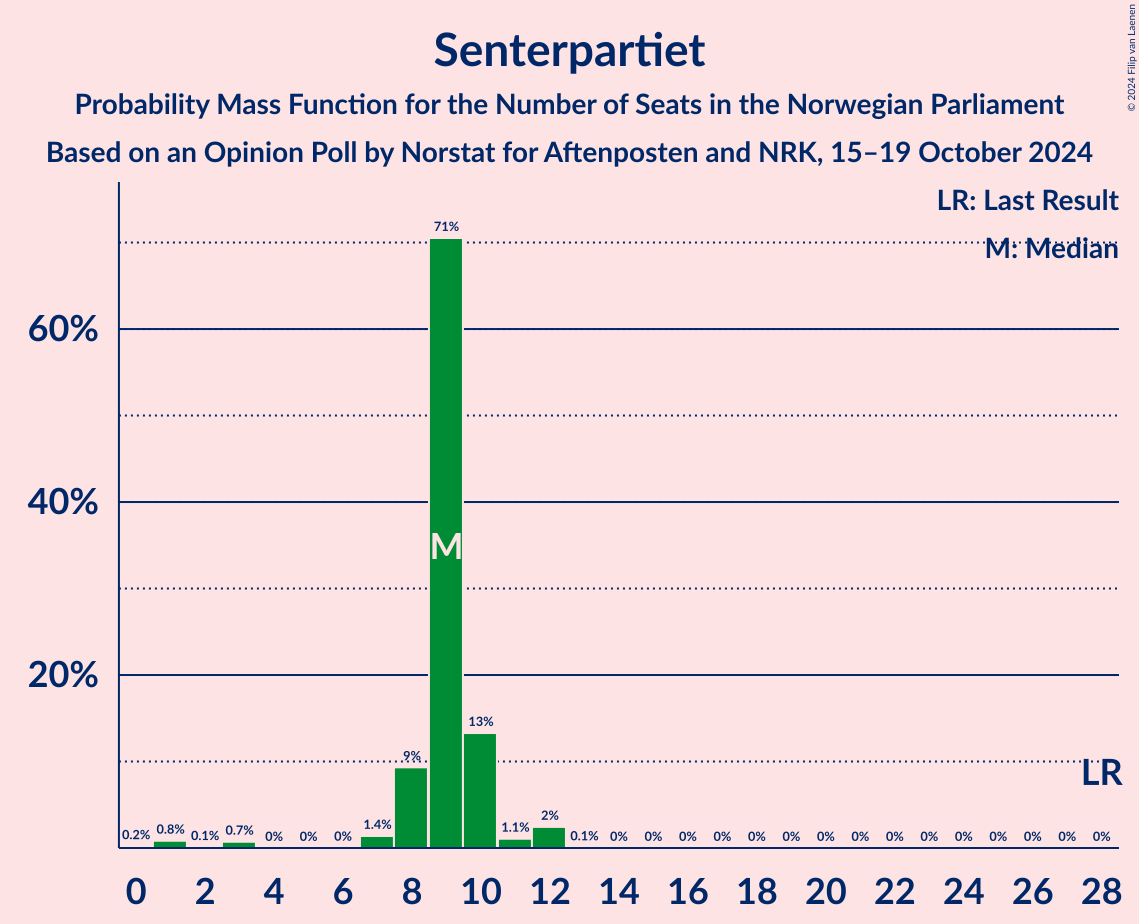 Senterpartiet
Probability Mass Function for the Number of Seats in the Norwegian Parliament
Based on an Opinion Poll by Norstat for Aftenposten and NRK, 15–19 October 2024
© 2024 Filip van Laenen
LR: Last Result
M: Median
60%
40%
20%
0.2% 0.8% 0.1% 0.7% 0% 0% 0% 1.4% 9% 71% 13% 1.1% 2% 0.1% 0% 0% 0% 0% 0% 0% 0% 0% 0% 0% 0% 0% 0% 0% 0%
M
LR
0 2 4 6 8 10 12 14 16 18 20 22 24 26 28